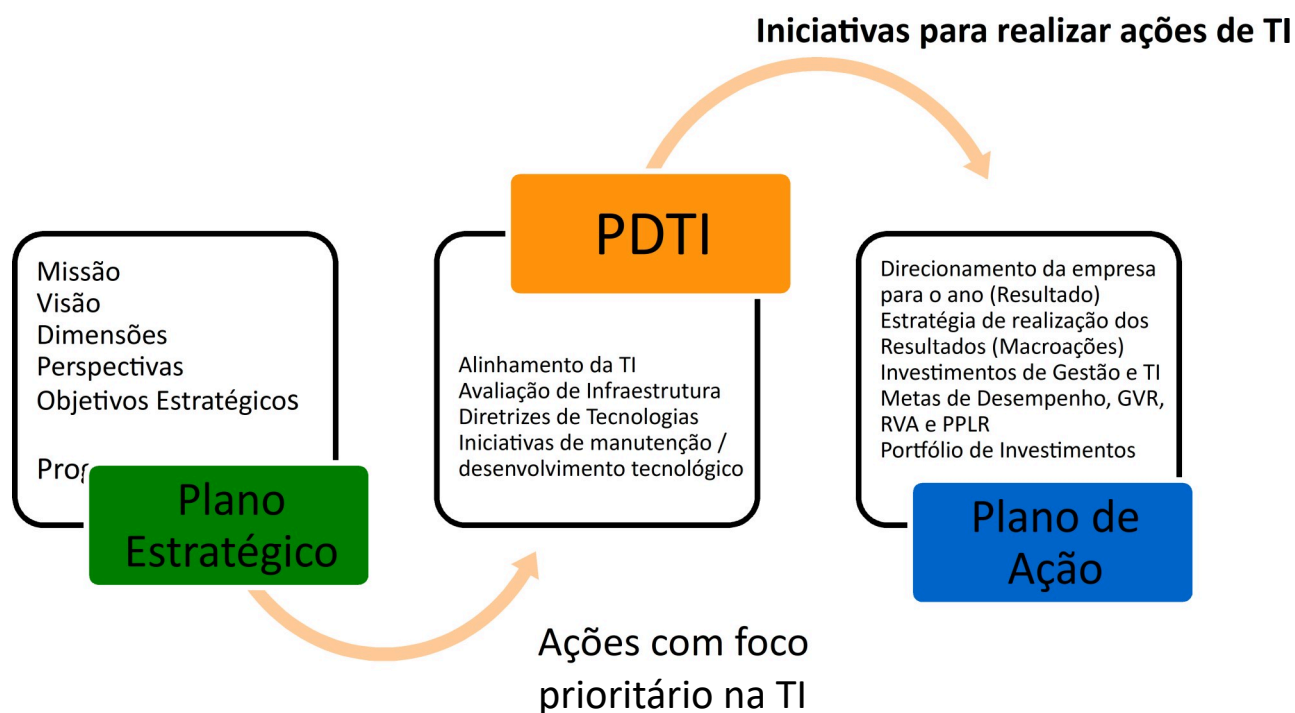 Iniciativas para realizar ações de TI
Missão
Visão
Dimensões
Perspectivas
Objetivos Estratégicos
Plano
Estratégico
Ações com foco
prioritário na TI
PDTI
Alinhamento da TI
Avaliação de Infraestrutura
Diretrizes de Tecnologias
Iniciativas de manutenção /
desenvolvimento tecnológico
Direcionamento da empresa
para o ano (Resultado)
Estratégia de realização dos
Resultados (Macroações)
Investimentos de Gestão e TI
Metas de Desempenho, GVR,
RVA e PPLR
Portfólio de Investimentos
Plano de
Ação